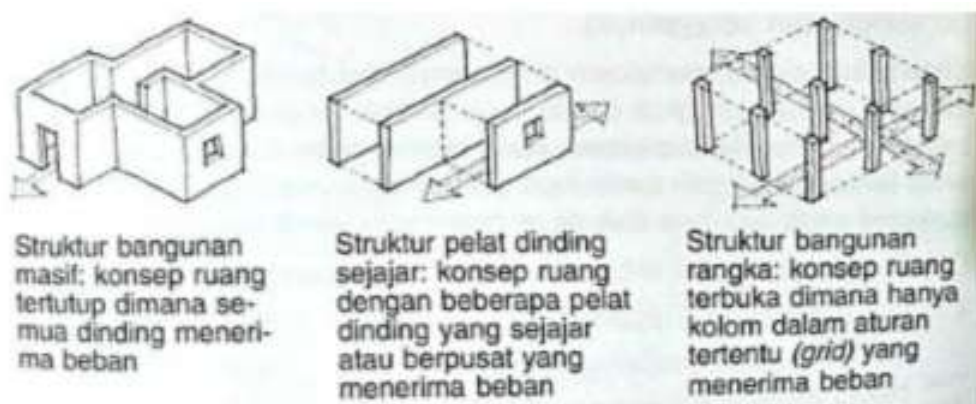 Struktur bangunan
masif: konsep ruang
tertutup dimana se-
mua dinding meneri-
ma beban
Struktur pelat dinding
sejajar: konsep ruang
dengan beberapa pelat
dinding yang sejajar
atau berpusat yang
menerima beban
Struktur bangunan
rangka: konsep ruang
terbuka dimana hanya
kolom dalam aturan
tertentu (grid) yang
menerima beban